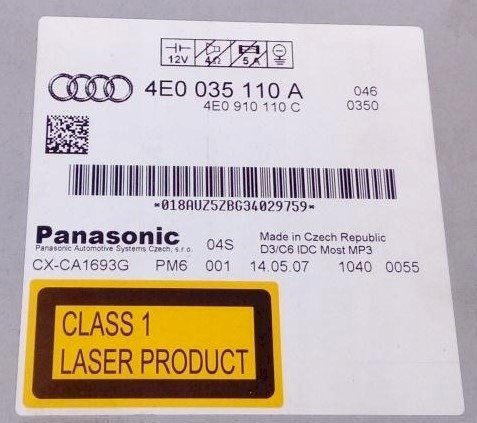 12V 4Ω 5A
4E0 035 110 A 046
4E0 910 110 C 0350
*018AUZ5ZBG34029759*
Panasonic 04S Made in Czech Republic
Panasonic Automotive Systems Czech, s.r.o. D3/C6 IDC Most MP3
CX-CA1693G PM6 001 14.05.07 1040 0055
CLASS 1
LASER PRODUCT